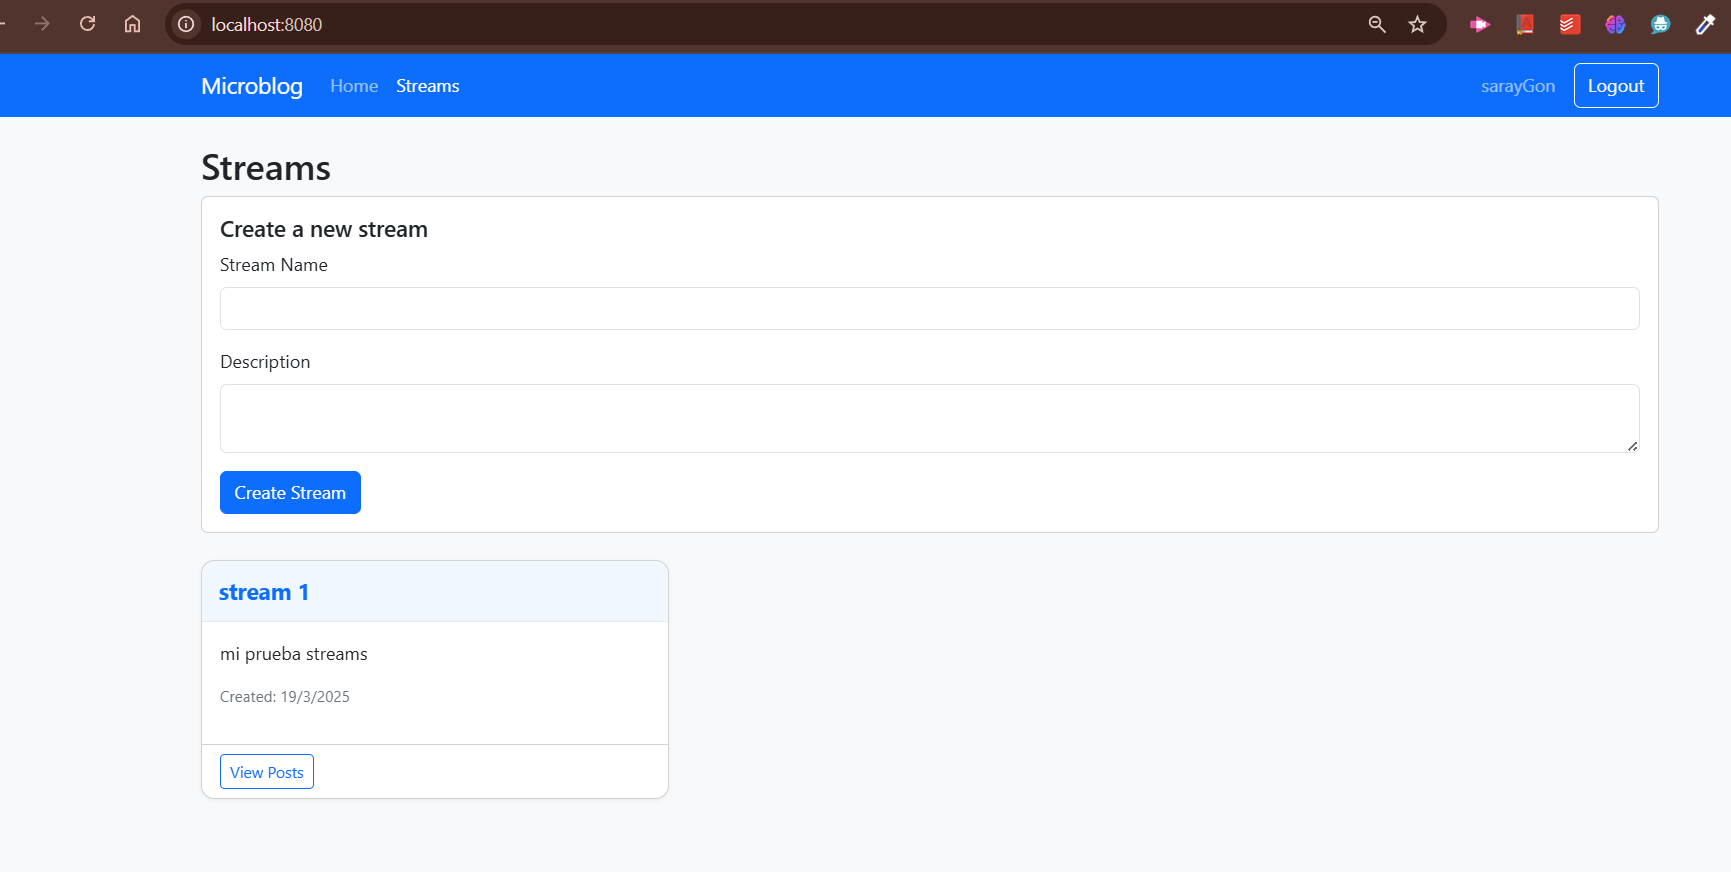 localhost:8080
Microblog Home Streams sarayGon Logout
Streams
Create a new stream
Stream Name
Description
Create Stream
stream 1
mi prueba streams
Created: 19/3/2025
View Posts